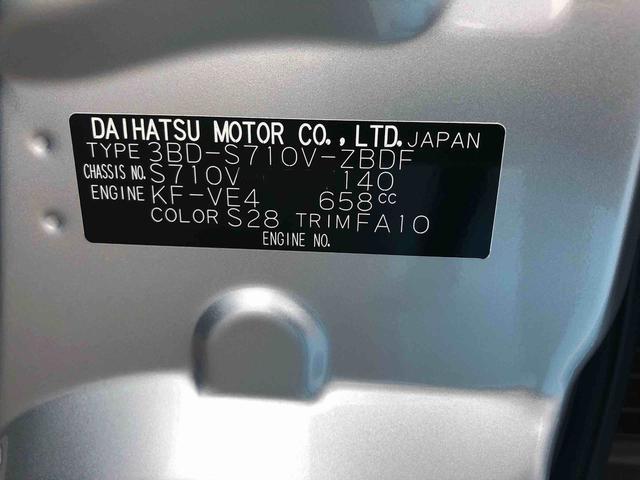 DAIHATSU MOTOR CO., LTD. JAPAN
TYPE 3BD-S710V-ZBDF
CHASSIS NO. S710V 140
ENGINE KF-VE4 658cc
COLOR S28 TRIM FA10
ENGINE NO.